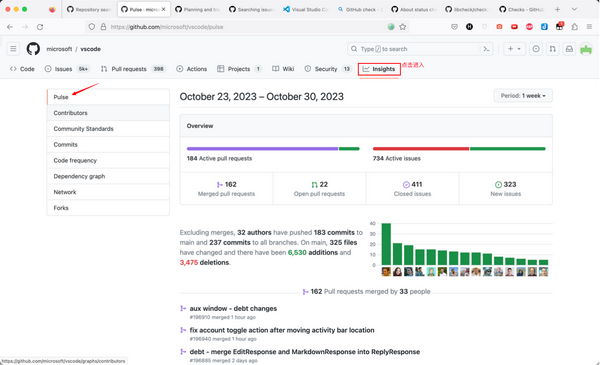 Repository sear
Pulse · microsoft/
Planning and tra
Searching issue
Visual Studio C
GitHub check -
About status ch
libcheck/check:
Checks - GitHub
https://github.com/microsoft/vscode/pulse
microsoft / vscode
Type / to search
Code
Issues 5k+
Pull requests 398
Actions
Projects 1
Wiki
Security 13
Insights
点击进入
Pulse
Contributors
Community Standards
Commits
Code frequency
Dependency graph
Network
Forks
October 23, 2023 – October 30, 2023
Period: 1 week
Overview
184 Active pull requests
734 Active issues
162
Merged pull requests
22
Open pull requests
411
Closed issues
323
New issues
Excluding merges, 32 authors have pushed 183 commits to
main and 237 commits to all branches. On main, 325 files
have changed and there have been 6,530 additions and
3,475 deletions.
40
30
20
10
0
162 Pull requests merged by 33 people
aux window - debt changes
#196910 merged 1 hour ago
fix account toggle action after moving activity bar location
#196940 merged 1 hour ago
debt - merge EditResponse and MarkdownResponse into ReplyResponse
#196885 merged 2 days ago
https://github.com/microsoft/vscode/graphs/contributors